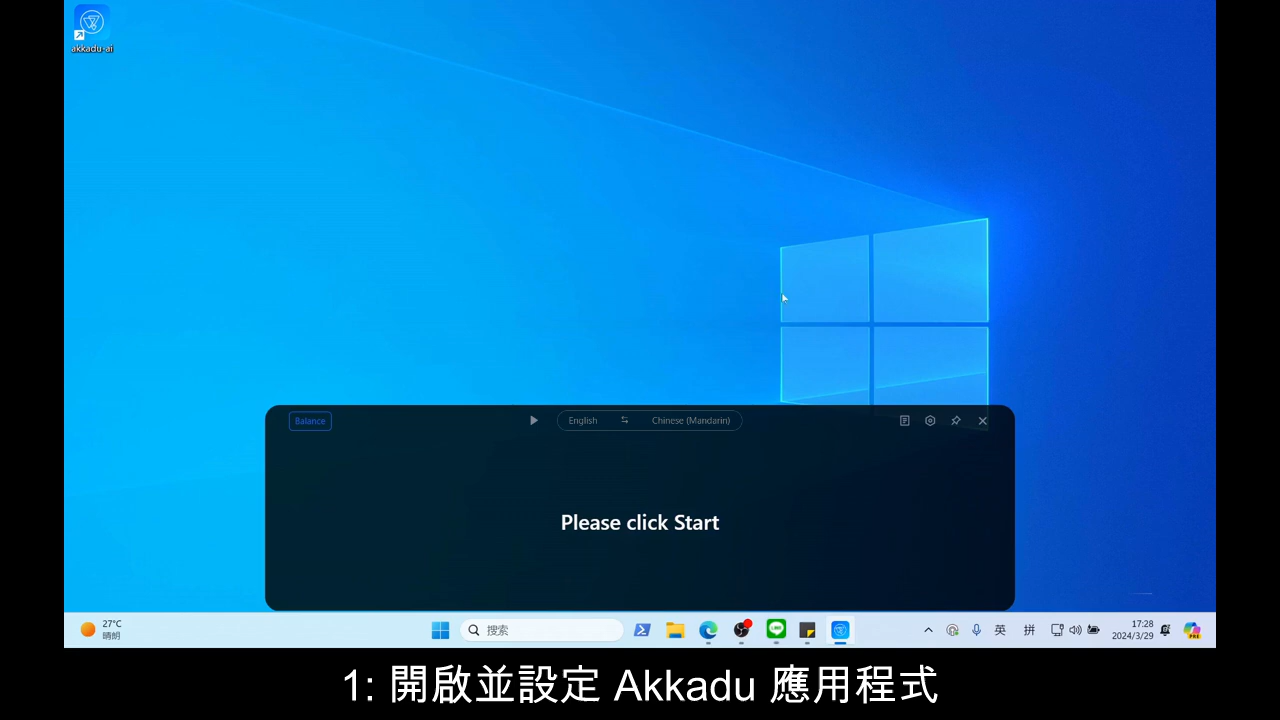 akkadu-ai
Balance
English
Chinese (Mandarin)
Please click Start
27°C
晴朗
搜索
英
拼
17:28
2024/3/29
PRE
1: 開啟並設定 Akkadu 應用程式